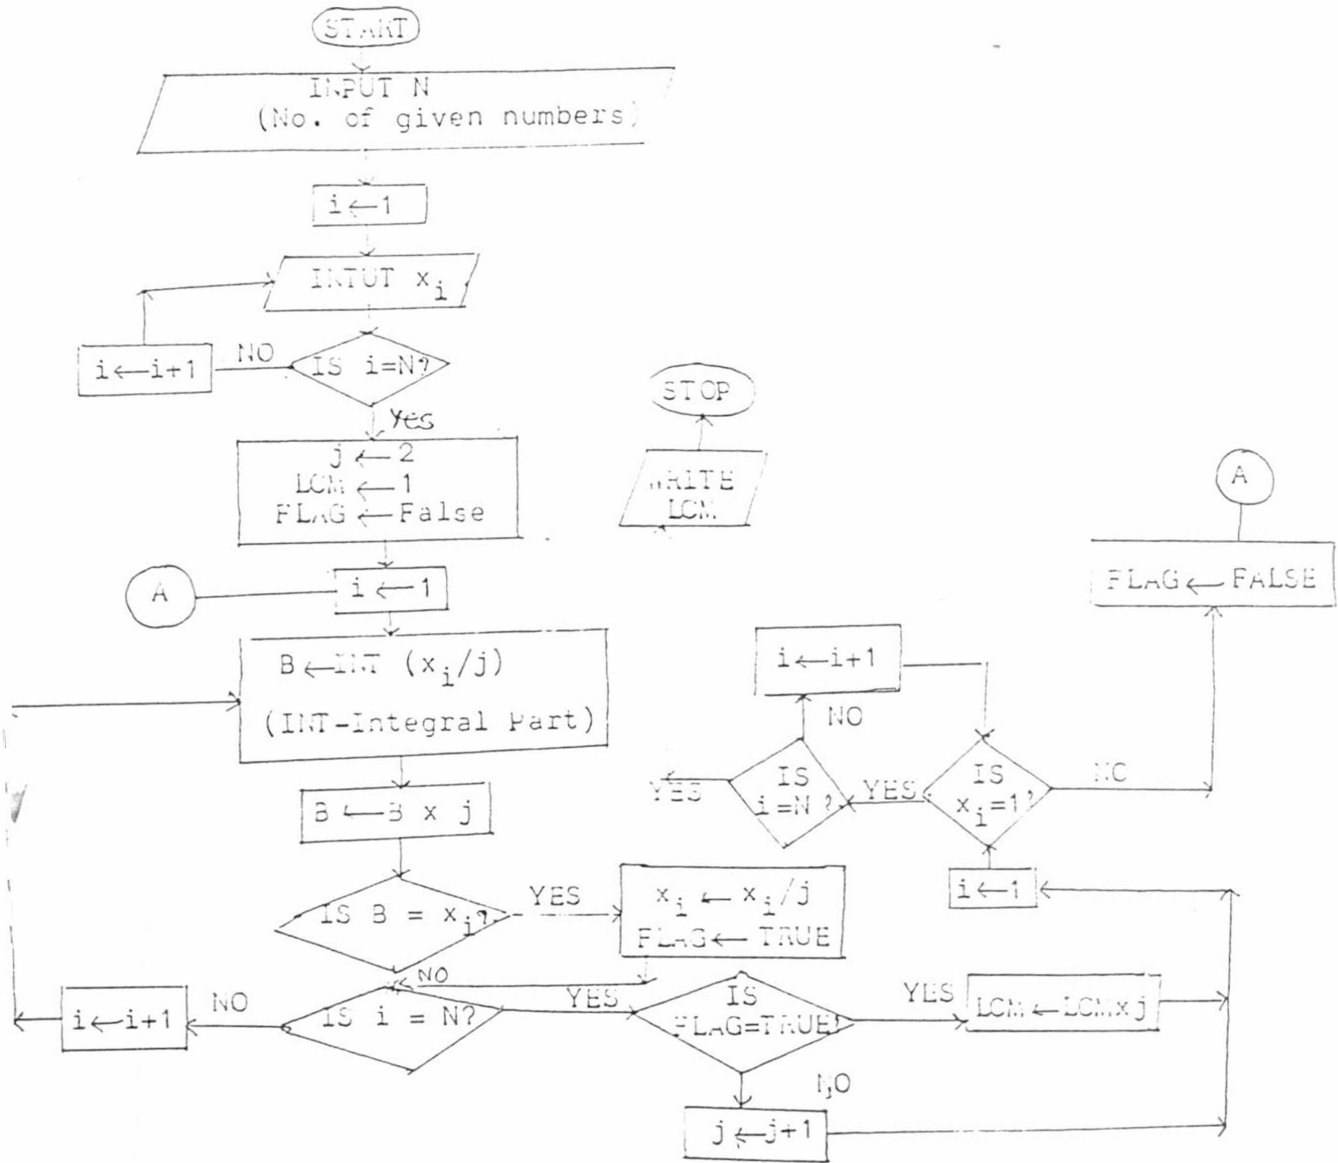 START
INPUT N
(No. of given numbers)
i←1
INTUT xi
IS i=N?
NO
i←i+1
Yes
j←2
LCM←1
FLAG←False
A
i←1
B←INT (xi/j)
(INT-Integral Part)
B←B x j
IS B = xi?
YES
xi ← xi/j
FLAG← TRUE
NO
IS i = N?
NO
i←i+1
YES
IS
FLAG=TRUE?
YES
LCM←LCMxj
NO
j←j+1
i←1
IS
xi=1?
NO
FLAG← FALSE
A
YES
IS
i=N?
NO
i←i+1
YES
WRITE
LCM
STOP